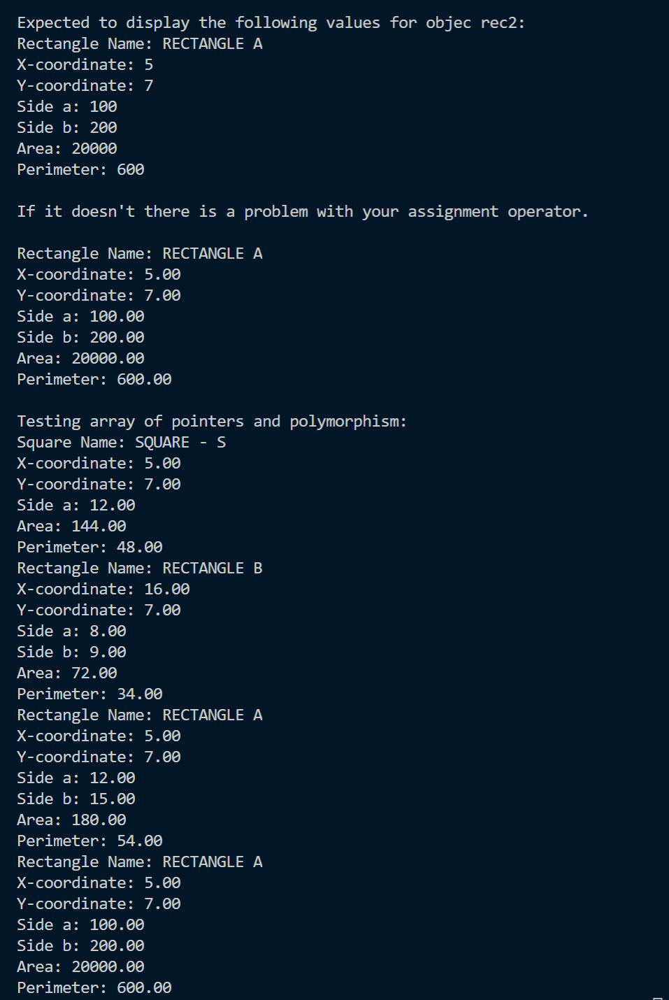 Expected to display the following values for objec rec2:
Rectangle Name: RECTANGLE A
X-coordinate: 5
Y-coordinate: 7
Side a: 100
Side b: 200
Area: 20000
Perimeter: 600
If it doesn't there is a problem with your assignment operator.
Rectangle Name: RECTANGLE A
X-coordinate: 5.00
Y-coordinate: 7.00
Side a: 100.00
Side b: 200.00
Area: 20000.00
Perimeter: 600.00
Testing array of pointers and polymorphism:
Square Name: SQUARE - S
X-coordinate: 5.00
Y-coordinate: 7.00
Side a: 12.00
Area: 144.00
Perimeter: 48.00
Rectangle Name: RECTANGLE B
X-coordinate: 16.00
Y-coordinate: 7.00
Side a: 8.00
Side b: 9.00
Area: 72.00
Perimeter: 34.00
Rectangle Name: RECTANGLE A
X-coordinate: 5.00
Y-coordinate: 7.00
Side a: 12.00
Side b: 15.00
Area: 180.00
Perimeter: 54.00
Rectangle Name: RECTANGLE A
X-coordinate: 5.00
Y-coordinate: 7.00
Side a: 100.00
Side b: 200.00
Area: 20000.00
Perimeter: 600.00